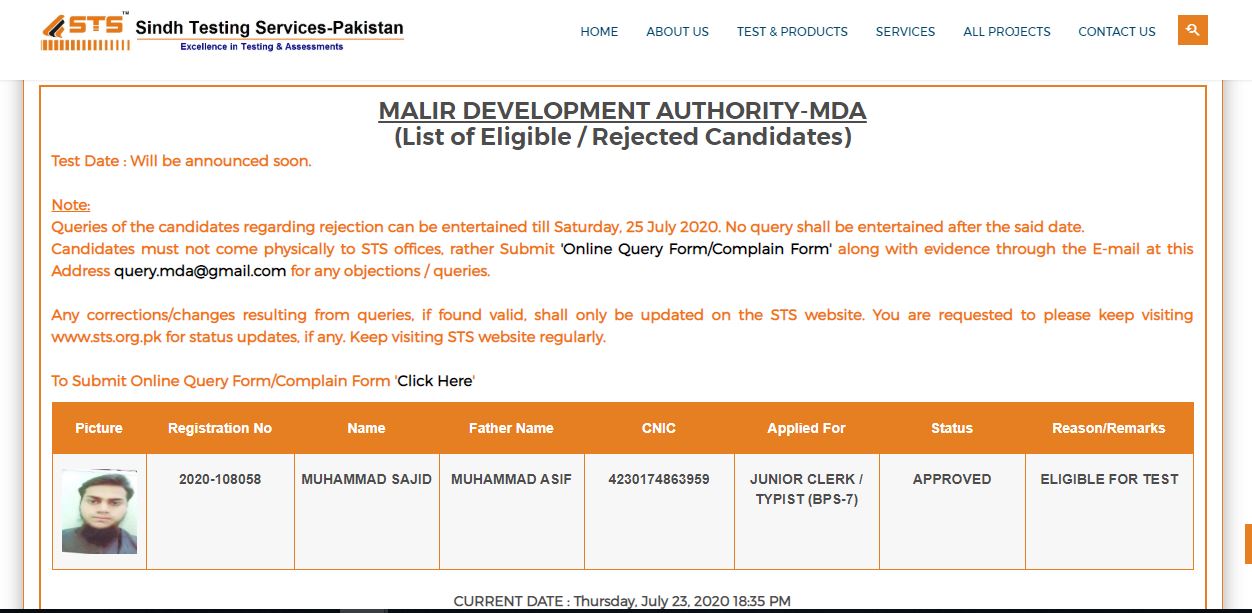 STS™ Sindh Testing Services-Pakistan
Excellence in Testing & Assessments
HOME ABOUT US TEST & PRODUCTS SERVICES ALL PROJECTS CONTACT US
MALIR DEVELOPMENT AUTHORITY-MDA
(List of Eligible / Rejected Candidates)
Test Date : Will be announced soon.
Note:
Queries of the candidates regarding rejection can be entertained till Saturday, 25 July 2020. No query shall be entertained after the said date.
Candidates must not come physically to STS offices, rather Submit 'Online Query Form/Complain Form' along with evidence through the E-mail at this
Address query.mda@gmail.com for any objections / queries.
Any corrections/changes resulting from queries, if found valid, shall only be updated on the STS website. You are requested to please keep visiting
www.sts.org.pk for status updates, if any. Keep visiting STS website regularly.
To Submit Online Query Form/Complain Form 'Click Here'
Picture Registration No Name Father Name CNIC Applied For Status Reason/Remarks
2020-108058 MUHAMMAD SAJID MUHAMMAD ASIF 4230174863959 JUNIOR CLERK / APPROVED ELIGIBLE FOR TEST
TYPIST (BPS-7)
CURRENT DATE : Thursday, July 23, 2020 18:35 PM